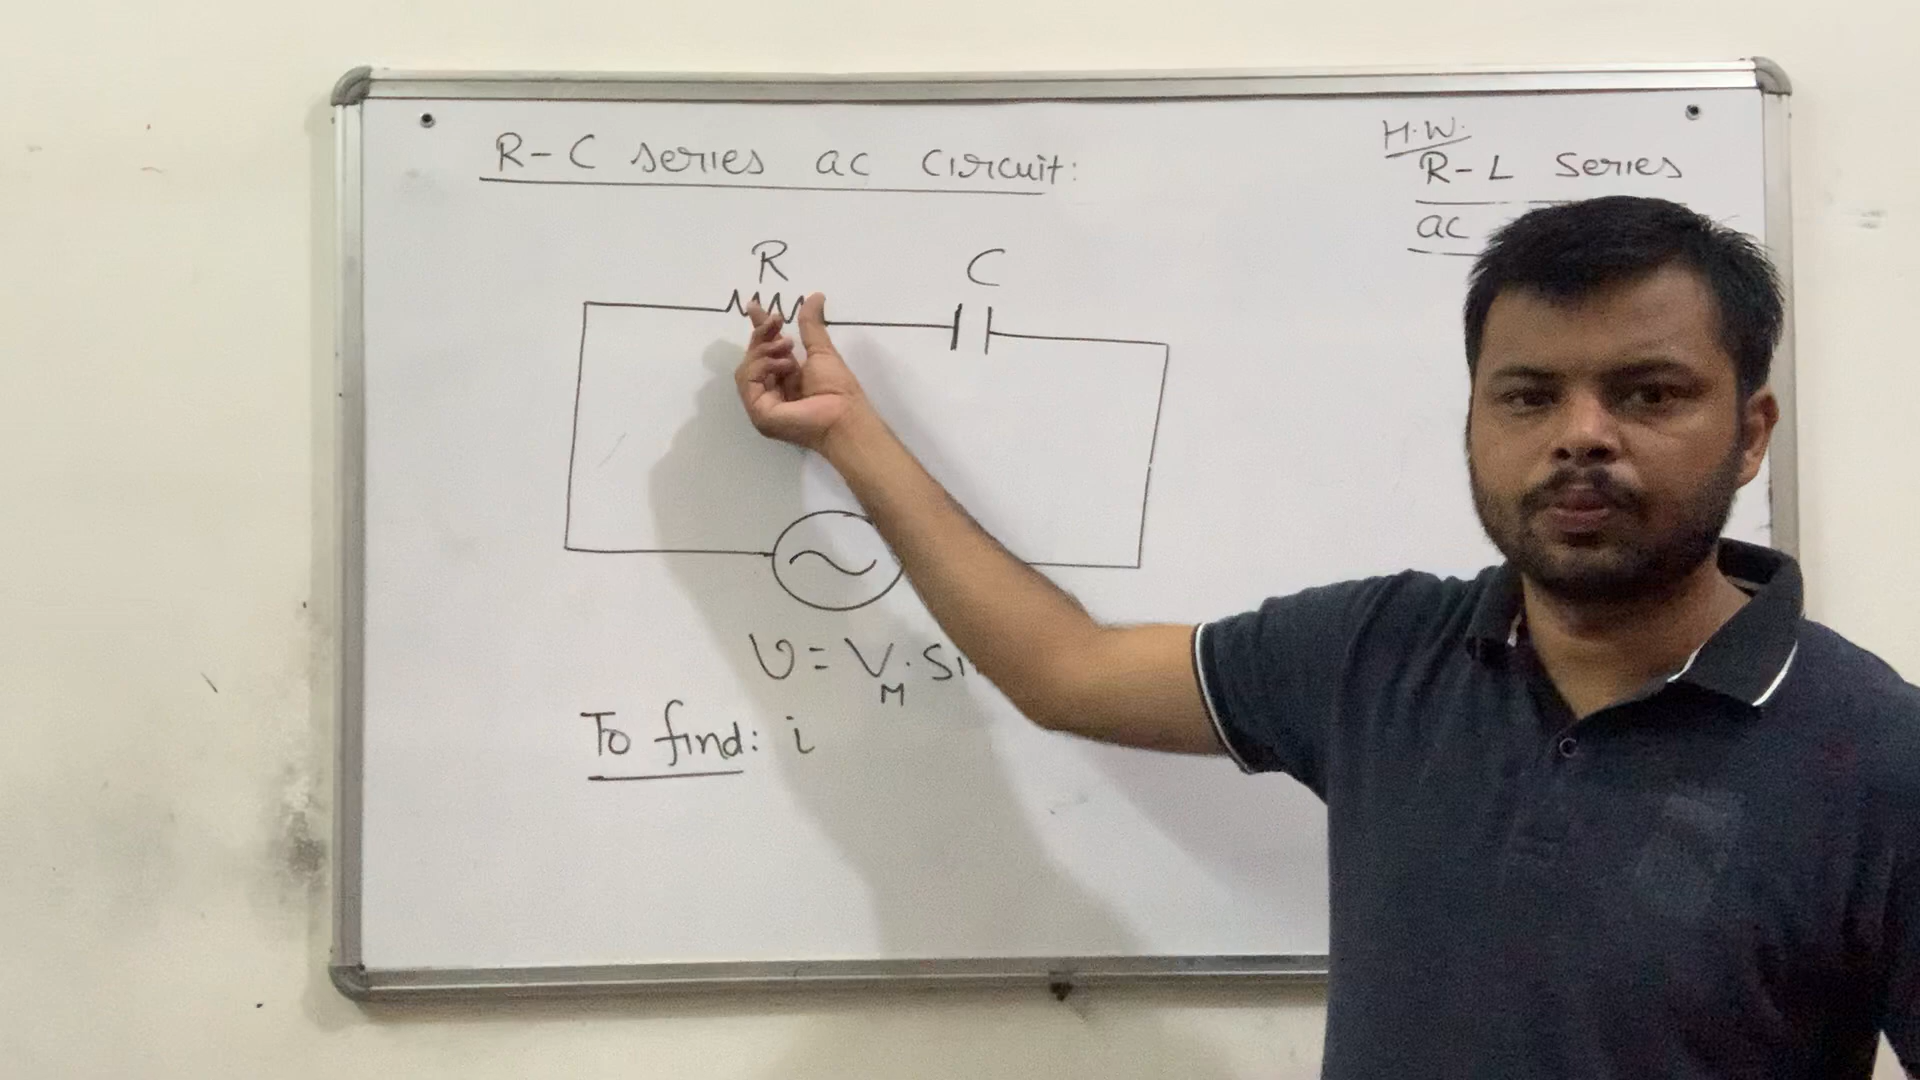 R-C series ac circuit:
H.W.
R-L series
ac
R
C
v = V_M. Si
To find: i